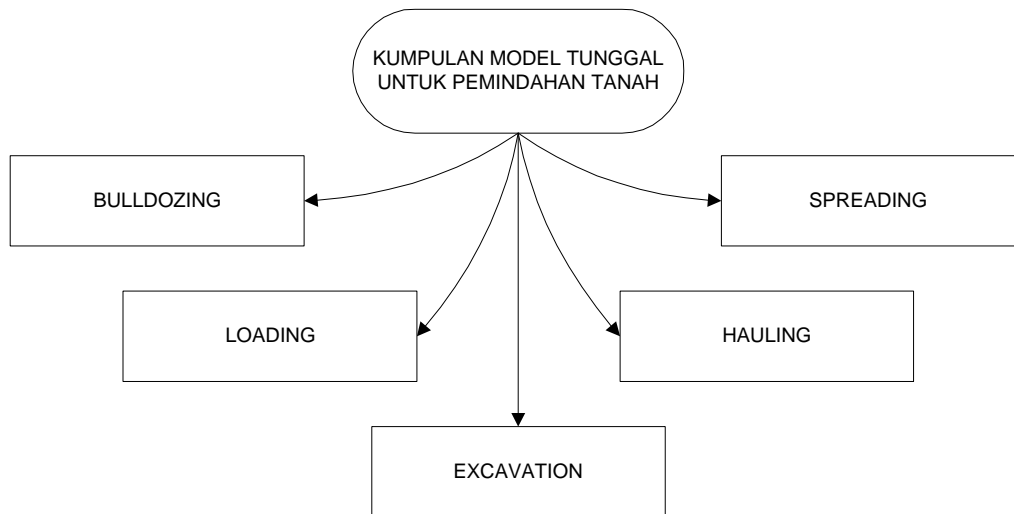 KUMPULAN MODEL TUNGGAL
UNTUK PEMINDAHAN TANAH
BULLDOZING
SPREADING
LOADING
HAULING
EXCAVATION